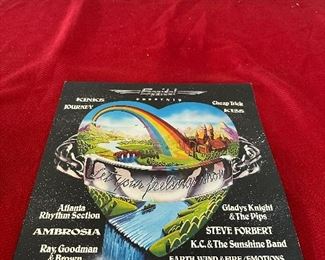 Capitol
KINKS
JOURNEY
Cheap Trick
KISS
Let your feelings show
Atlanta
Rhythm Section
Gladys Knight
& The Pips
AMBROSIA
STEVE FORBERT
Ray, Goodman
& Brown
K.C. & The Sunshine Band
EARTH, WIND & FIRE/EMOTIONS